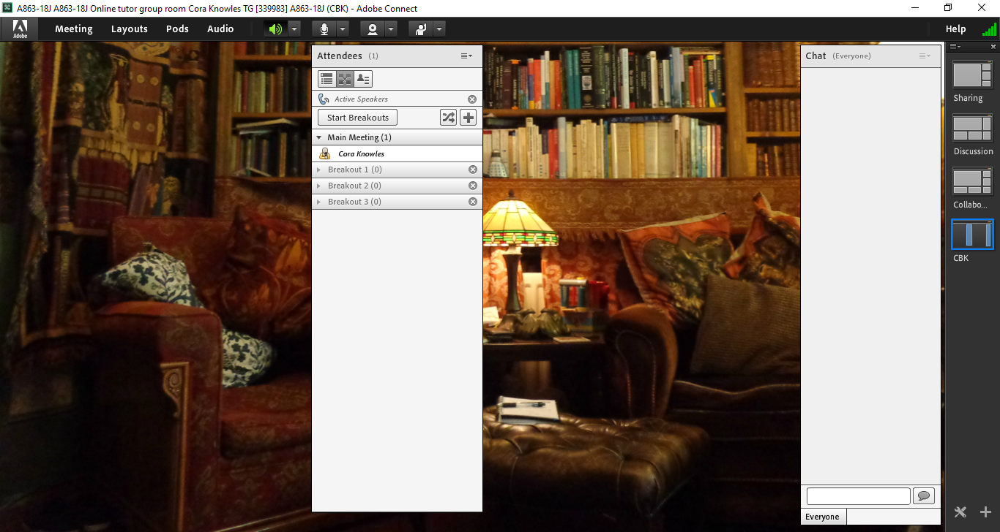 A863-18J A863-18J Online tutor group room Cora Knowles TG [339983] A863-18J (CBK) - Adobe Connect
Adobe
Meeting Layouts Pods Audio Help
Attendees (1)
Active Speakers
Start Breakouts
Main Meeting (1)
Cora Knowles
Breakout 1 (0)
Breakout 2 (0)
Breakout 3 (0)
Chat (Everyone)
Everyone
Sharing
Discussion
Collabo...
CBK